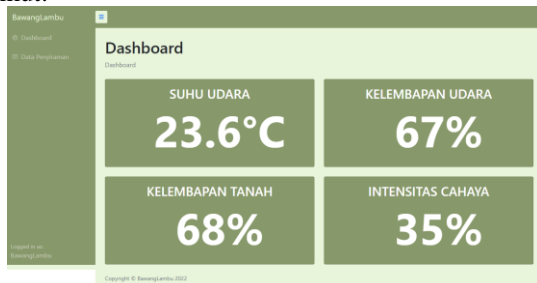 BawangLambu
Dashboard
Data Penyiraman
Dashboard
Dashboard
SUHU UDARA
23.6°C
KELEMBAPAN UDARA
67%
KELEMBAPAN TANAH
68%
INTENSITAS CAHAYA
35%
Logged in as:
BawangLambu
Copyright © BawangLambu 2022